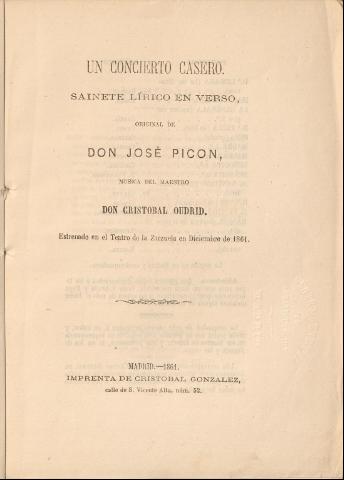 UN CONCIERTO CASERO.
SAINETE LÍRICO EN VERSO,
ORIGINAL DE
DON JOSÉ PICON,
MÚSICA DEL MAESTRO
DON CRISTOBAL OUDRID.
Estrenado en el Teatro de la Zarzuela en Diciembre de 1861.
MADRID.—1861.
IMPRENTA DE CRISTOBAL GONZALEZ,
calle de S. Vicente Alta, núm. 52.